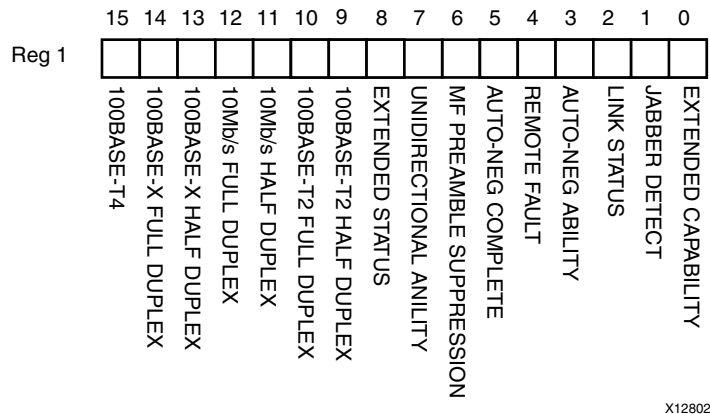 15 14 13 12 11 10 9 8 7 6 5 4 3 2 1 0
Reg 1
100BASE-T4
100BASE-X FULL DUPLEX
100BASE-X HALF DUPLEX
10Mb/s FULL DUPLEX
10Mb/s HALF DUPLEX
100BASE-T2 FULL DUPLEX
100BASE-T2 HALF DUPLEX
EXTENDED STATUS
UNIDIRECTIONAL ANILITY
MF PREAMBLE SUPPRESSION
AUTO-NEG COMPLETE
REMOTE FAULT
AUTO-NEG ABILITY
LINK STATUS
JABBER DETECT
EXTENDED CAPABILITY
X12802